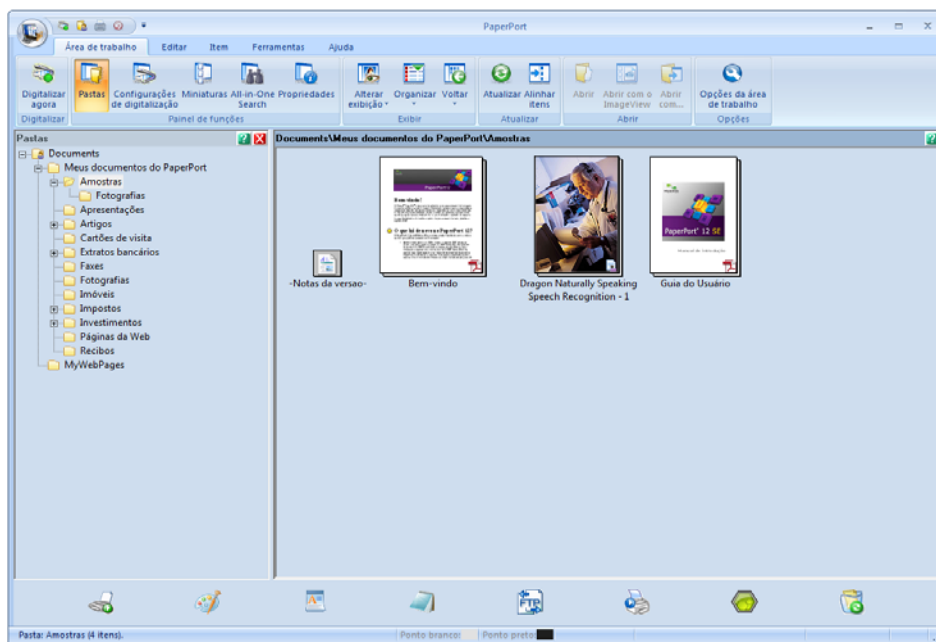 PaperPort
Área de trabalho Editar Item Ferramentas Ajuda
Digitalizar agora
Pastas
Configurações de digitalização
Miniaturas
All-in-One Search
Propriedades
Alterar exibição
Organizar
Voltar
Atualizar
Alinhar itens
Abrir
Abrir com o ImageView
Abrir com...
Opções da área de trabalho
Digitalizar
Painel de funções
Exibir
Atualizar
Abrir
Opções
Pastas
Documents
Meus documentos do PaperPort
Amostras
Fotografias
Apresentações
Artigos
Cartões de visita
Extratos bancários
Faxes
Fotografias
Imóveis
Impostos
Investimentos
Páginas da Web
Recibos
MyWebPages
Documents\Meus documentos do PaperPort\Amostras
Bem-vindo!
PaperPort 12 SE
-Notas da versao-
Bem-vindo
Dragon Naturally Speaking
Speech Recognition - 1
Guia do Usuário
FTP
Pasta: Amostras (4 itens).
Ponto branco:
Ponto preto: